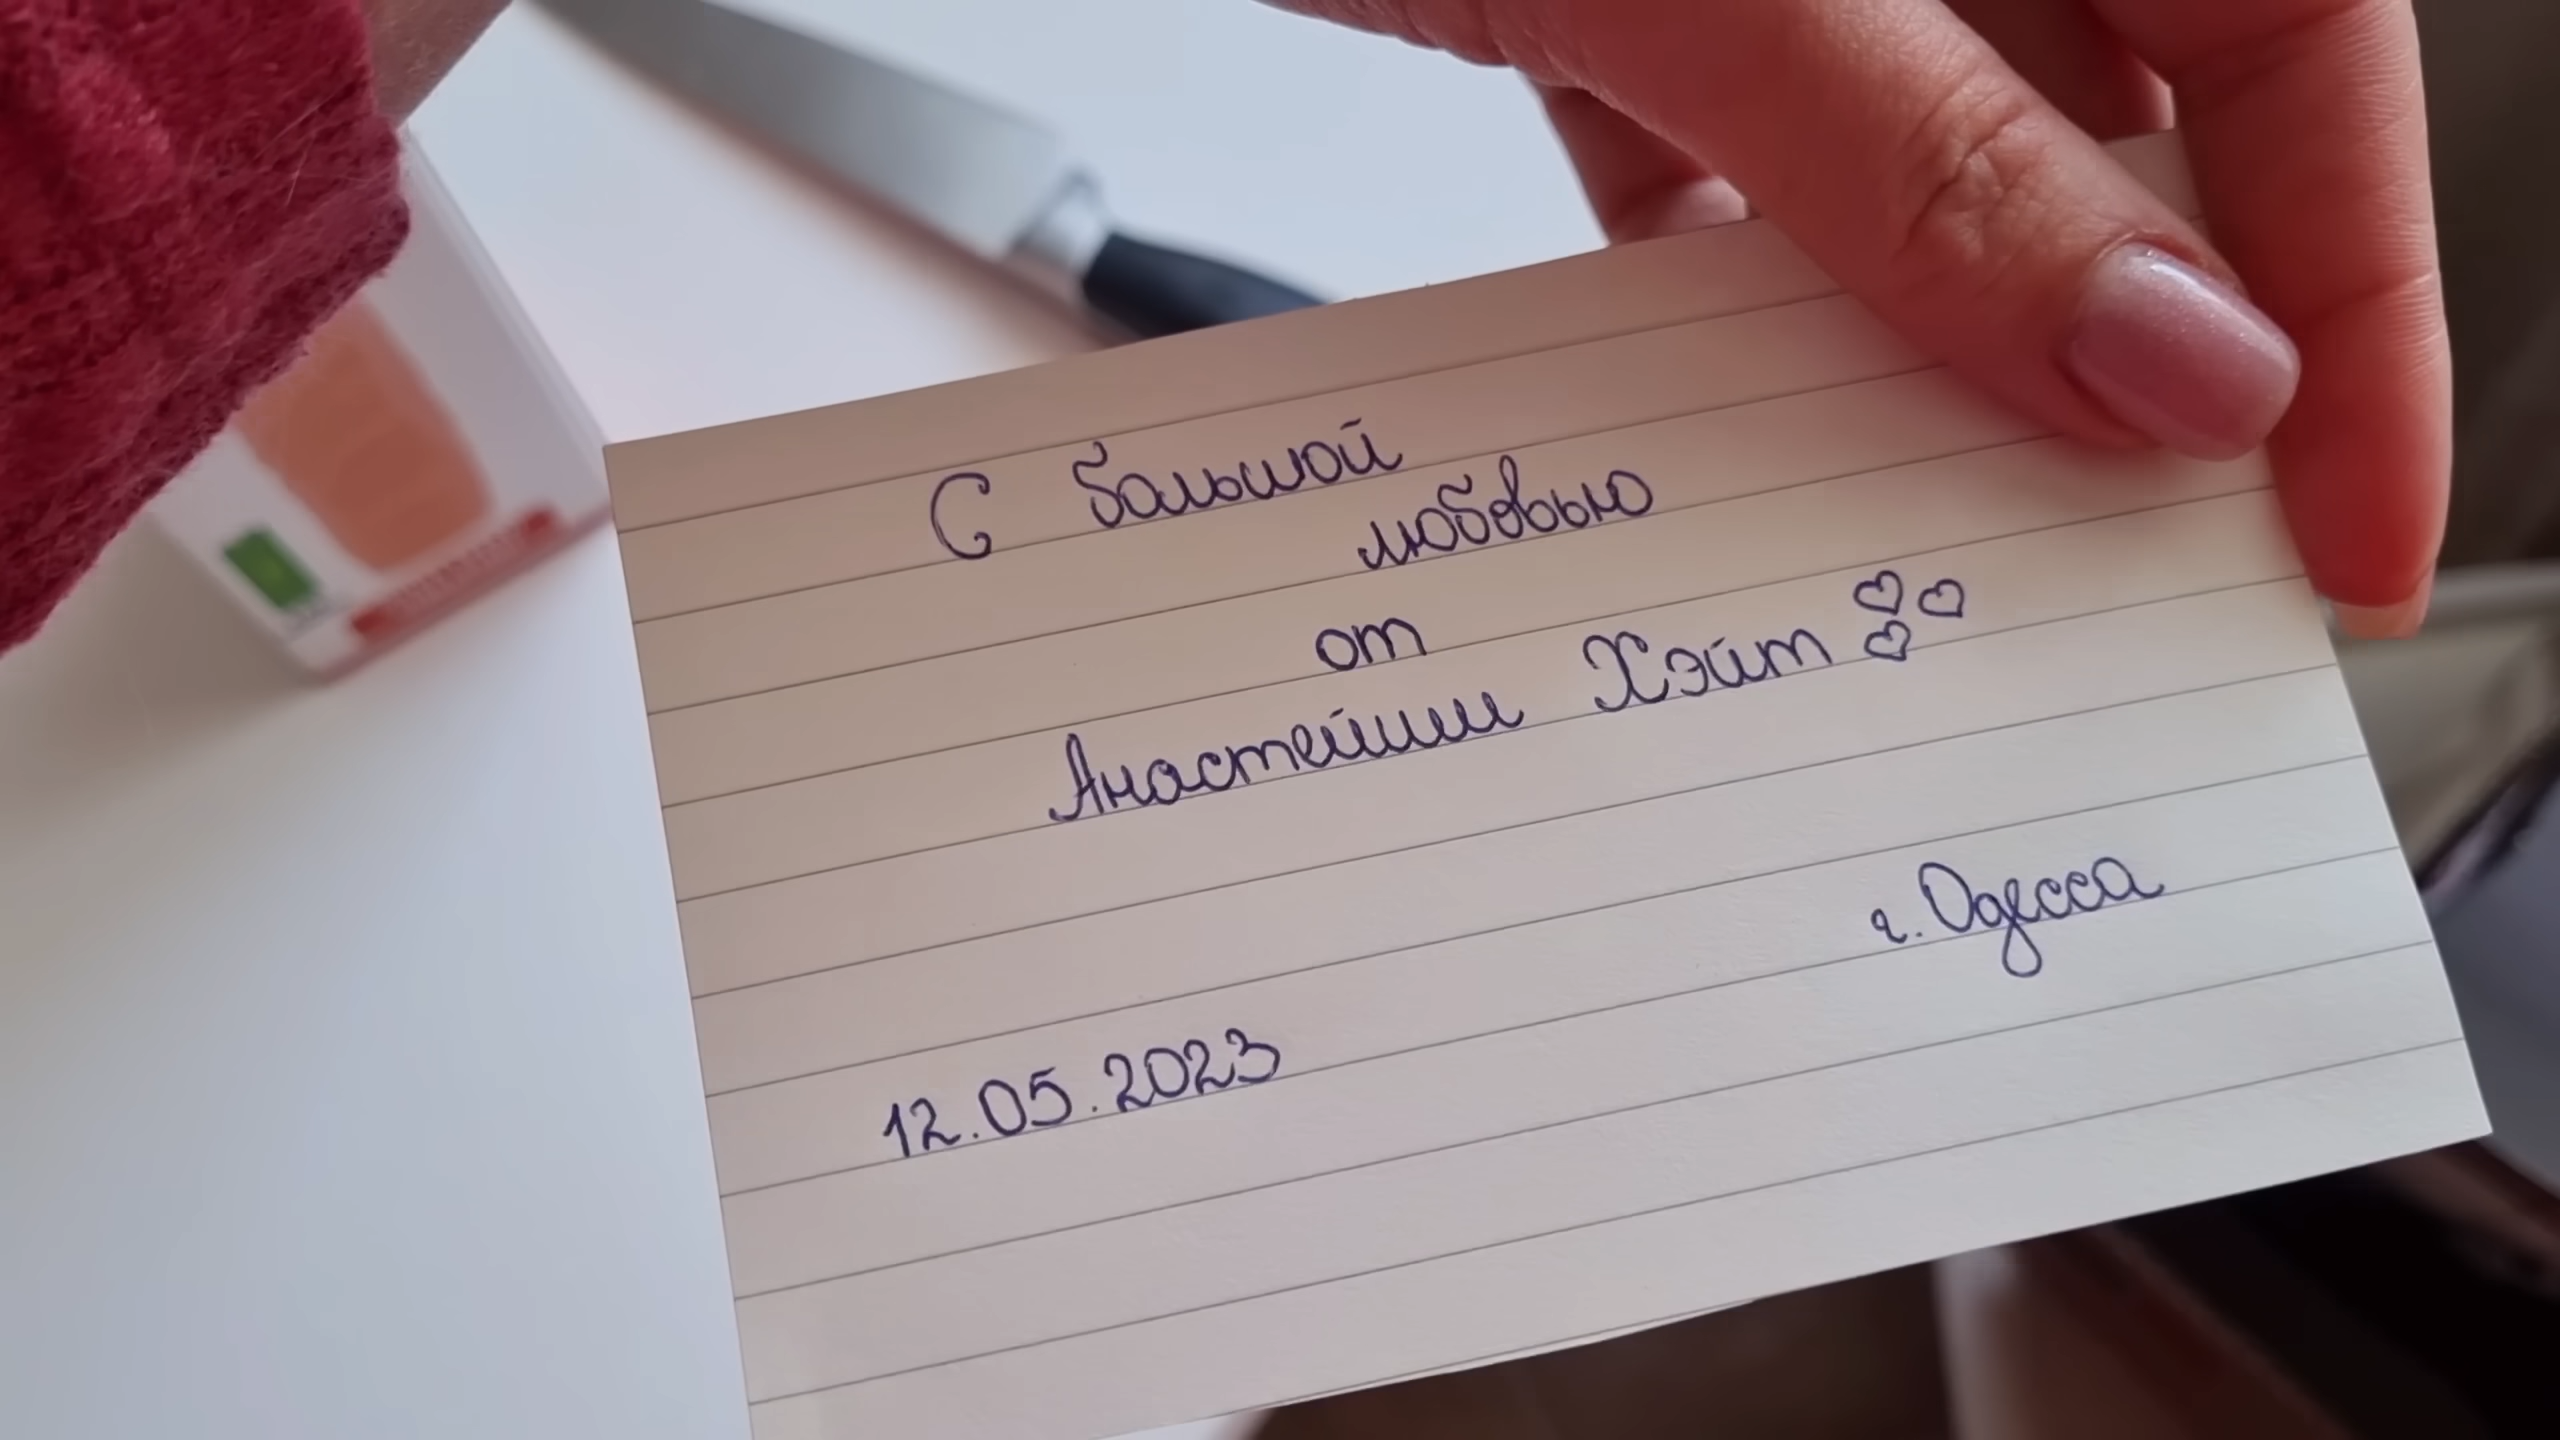 С большой
любовью
от
Анастейши Хэйт ♡♡♡
г. Одесса
12.05.2023